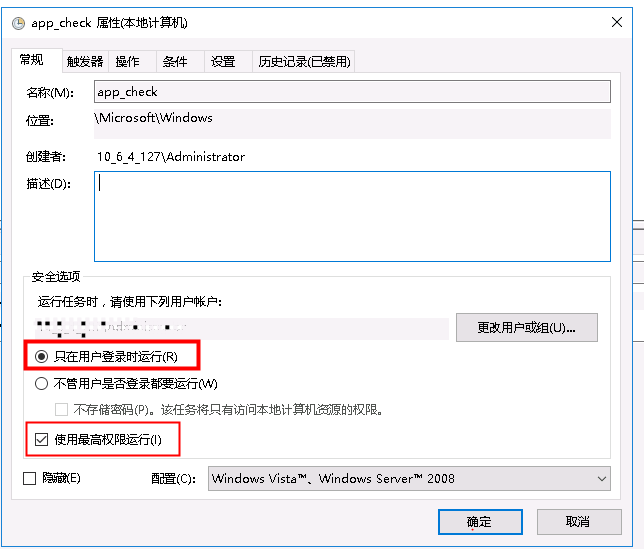 app_check 属性(本地计算机)
常规 触发器 操作 条件 设置 历史记录(已禁用)
名称(M): app_check
位置: \Microsoft\Windows
创建者: 10_6_4_127\Administrator
描述(D):
安全选项
运行任务时，请使用下列用户帐户:
更改用户或组(U)...
只在用户登录时运行(R)
不管用户是否登录都要运行(W)
不存储密码(P)。该任务将只有访问本地计算机资源的权限。
使用最高权限运行(I)
隐藏(E) 配置(C): Windows Vista™、Windows Server™ 2008
确定 取消